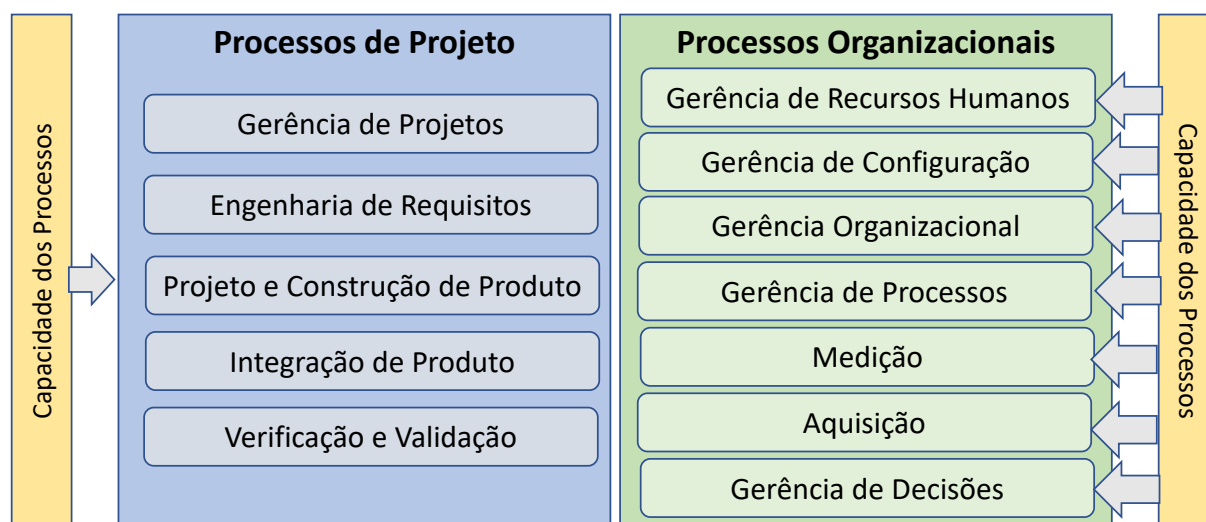 Capacidade dos Processos
Processos de Projeto
Gerência de Projetos
Engenharia de Requisitos
Projeto e Construção de Produto
Integração de Produto
Verificação e Validação
Processos Organizacionais
Gerência de Recursos Humanos
Gerência de Configuração
Gerência Organizacional
Gerência de Processos
Medição
Aquisição
Gerência de Decisões
Capacidade dos Processos